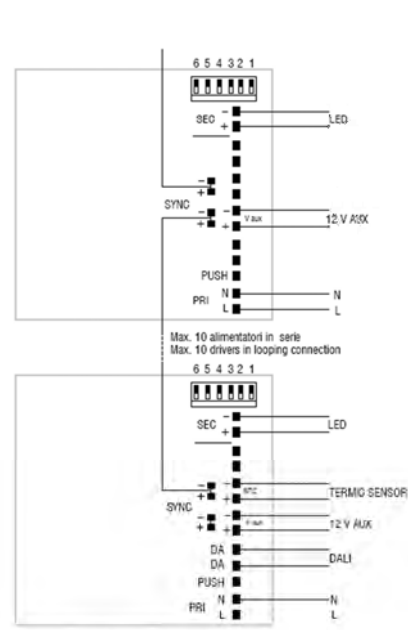 6 5 4 3 2 1
SEC - +
LED
- +
SYNC
- +
- V aux +
12 V AUX
PUSH
PRI N
N
L
L
Max. 10 alimentatori in serie
Max. 10 drivers in looping connection
6 5 4 3 2 1
SEC - +
LED
- +
- NTC +
TERMIC SENSOR
SYNC
- +
- V aux +
12 V AUX
DA
DA
DALI
PUSH
PRI N
N
L
L